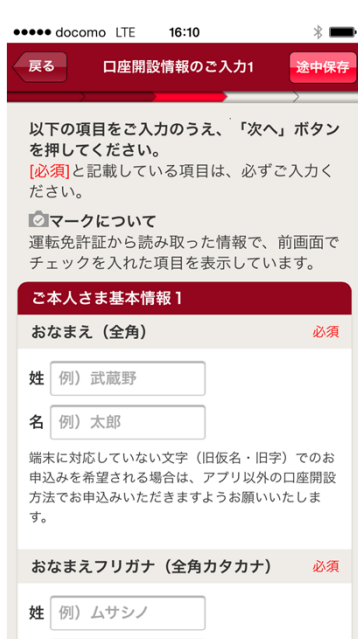 docomo LTE 16:10
戻る 口座開設情報のご入力1 途中保存
以下の項目をご入力のうえ、「次へ」ボタン
を押してください。
[必須]と記載している項目は、必ずご入力く
ださい。
マークについて
運転免許証から読み取った情報で、前画面で
チェックを入れた項目を表示しています。
ご本人さま基本情報1
おなまえ（全角） 必須
姓 例）武蔵野
名 例）太郎
端末に対応していない文字（旧仮名・旧字）でのお
申込みを希望される場合は、アプリ以外の口座開設
方法でお申込みいただきますようお願いいたしま
す。
おなまえフリガナ（全角カタカナ） 必須
姓 例）ムサシノ